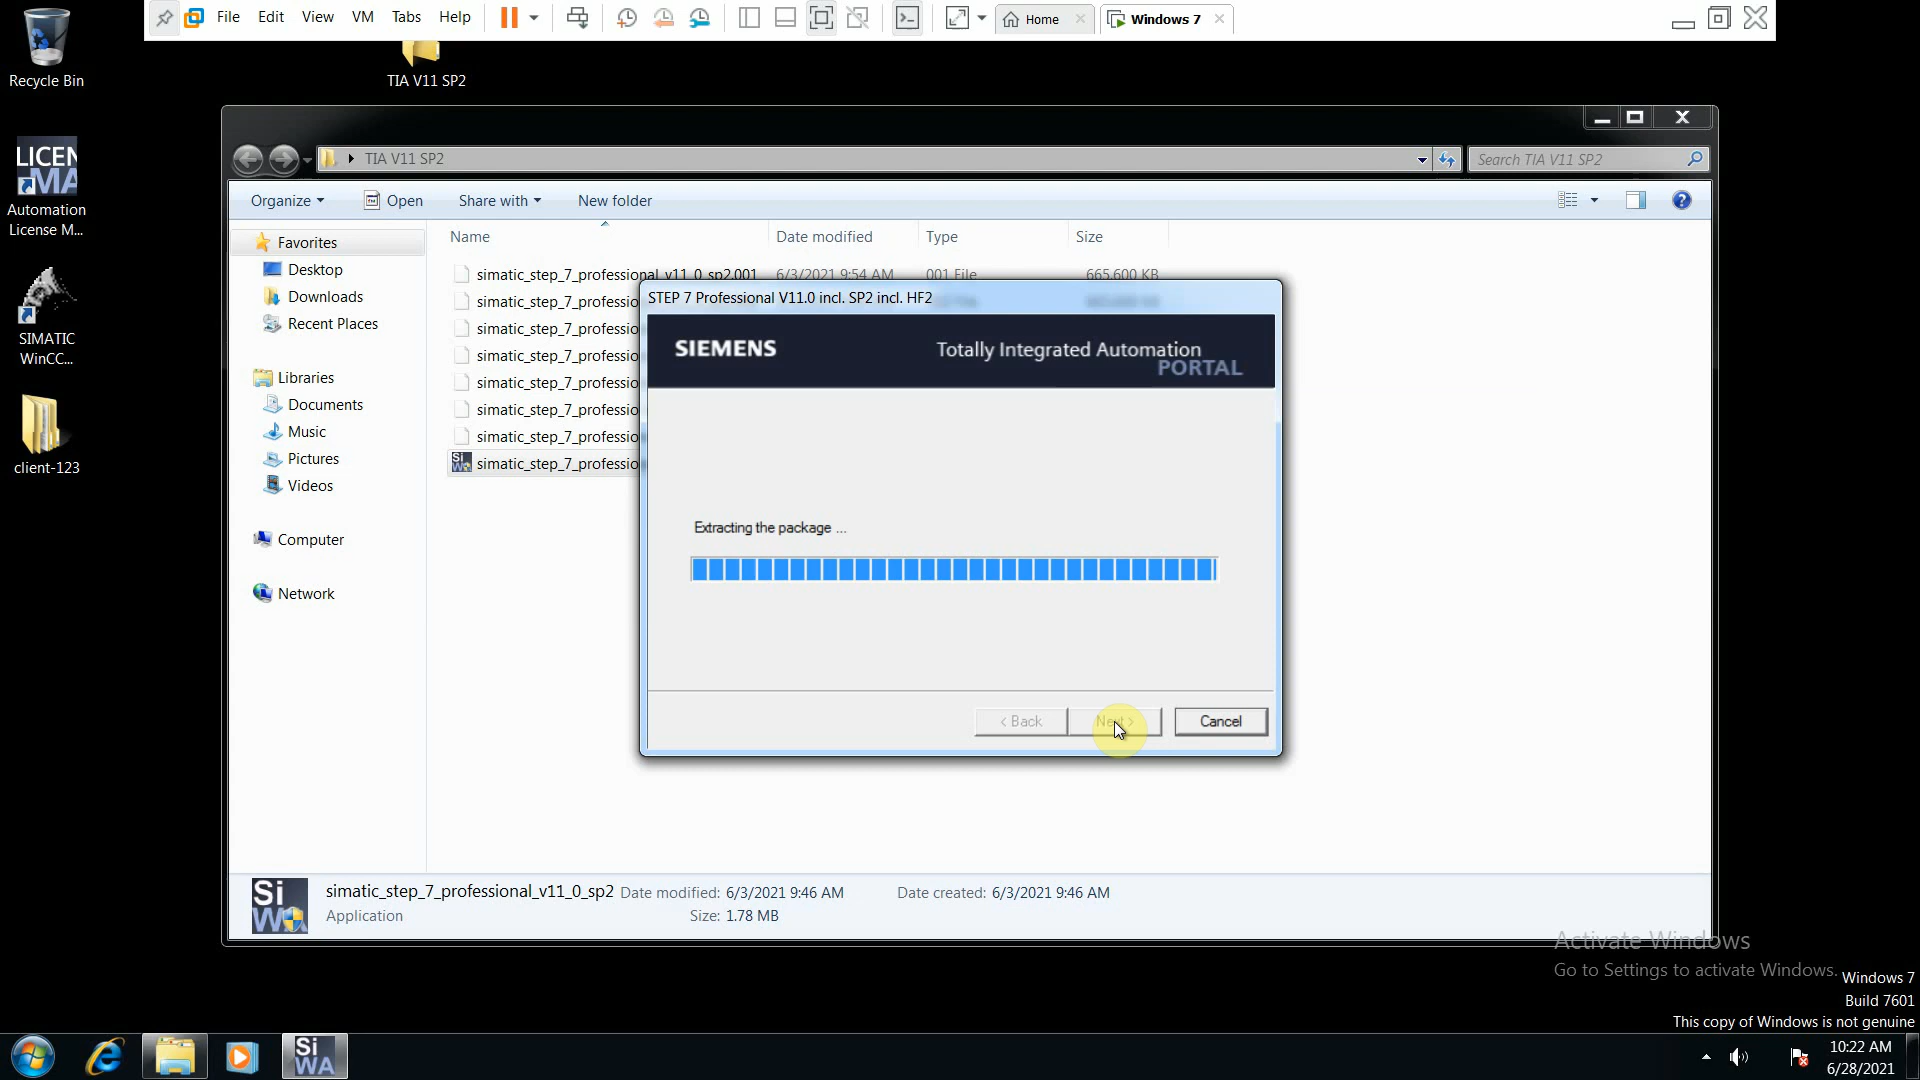 File Edit View VM Tabs Help
Home
Windows 7
Recycle Bin
TIA V11 SP2
LICEN
MA
Automation
License M...
SIMATIC
WinCC...
client-123
TIA V11 SP2
Search TIA V11 SP2
Organize
Open
Share with
New folder
Favorites
Desktop
Downloads
Recent Places
Libraries
Documents
Music
Pictures
Videos
Computer
Network
Name Date modified Type Size
simatic_step_7_professional_v11_0_sp2.001 6/3/2021 9:54 AM 001 File 665,600 KB
simatic_step_7_professio
simatic_step_7_professio
simatic_step_7_professio
simatic_step_7_professio
simatic_step_7_professio
simatic_step_7_professio
simatic_step_7_professio
STEP 7 Professional V11.0 incl. SP2 incl. HF2
SIEMENS
Totally Integrated Automation
PORTAL
Extracting the package ...
< Back
Next >
Cancel
Si
WA
simatic_step_7_professional_v11_0_sp2 Date modified: 6/3/2021 9:46 AM Date created: 6/3/2021 9:46 AM
Application Size: 1.78 MB
Activate Windows
Go to Settings to activate Windows.
Windows 7
Build 7601
This copy of Windows is not genuine
Si
WA
10:22 AM
6/28/2021